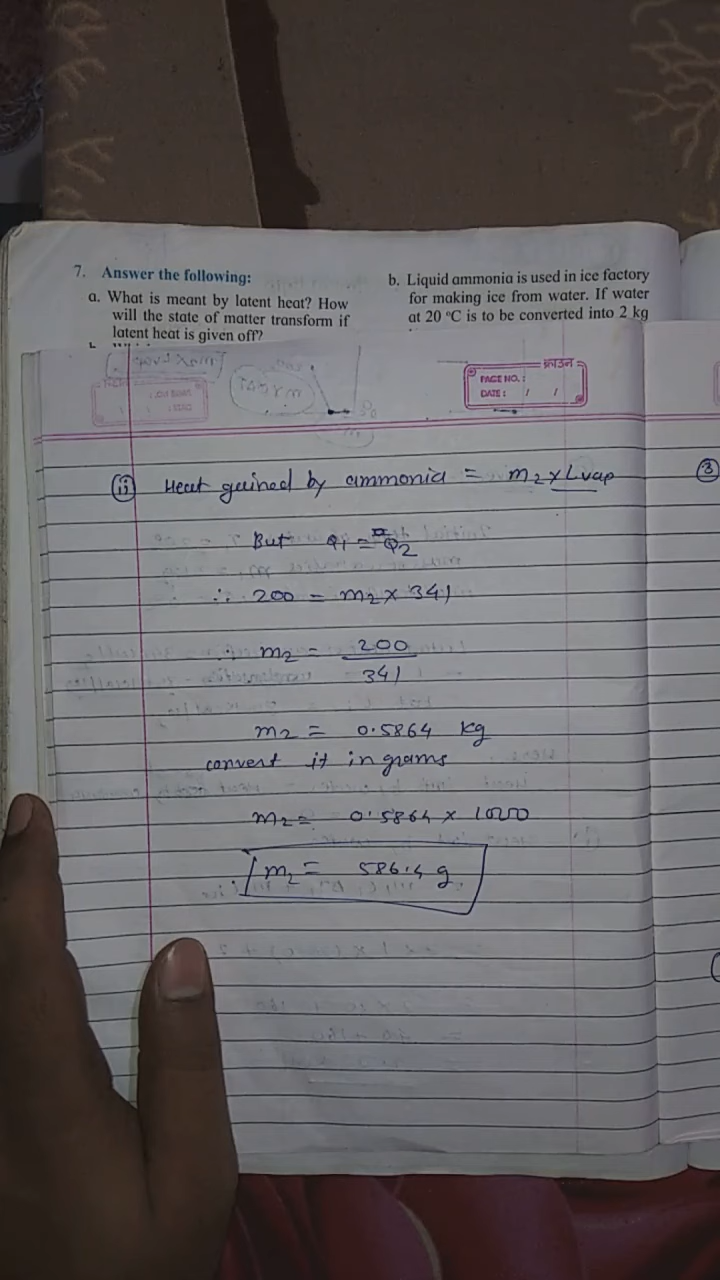 7. Answer the following:
a. What is meant by latent heat? How
will the state of matter transform if
latent heat is given off?
b. Liquid ammonia is used in ice factory
for making ice from water. If water
at 20 °C is to be converted into 2 kg
क्राउन
PAGE NO. :
DATE : / /
(ii) Heat gained by ammonia = m2 x Lvap
(3)
But Q1 = Q2
∴ 200 = m2 x 341
∴ m2 = 200
341
m2 = 0.5864 kg
convert it in grams
m2 = 0.5864 x 1000
m2 = 586.4 g